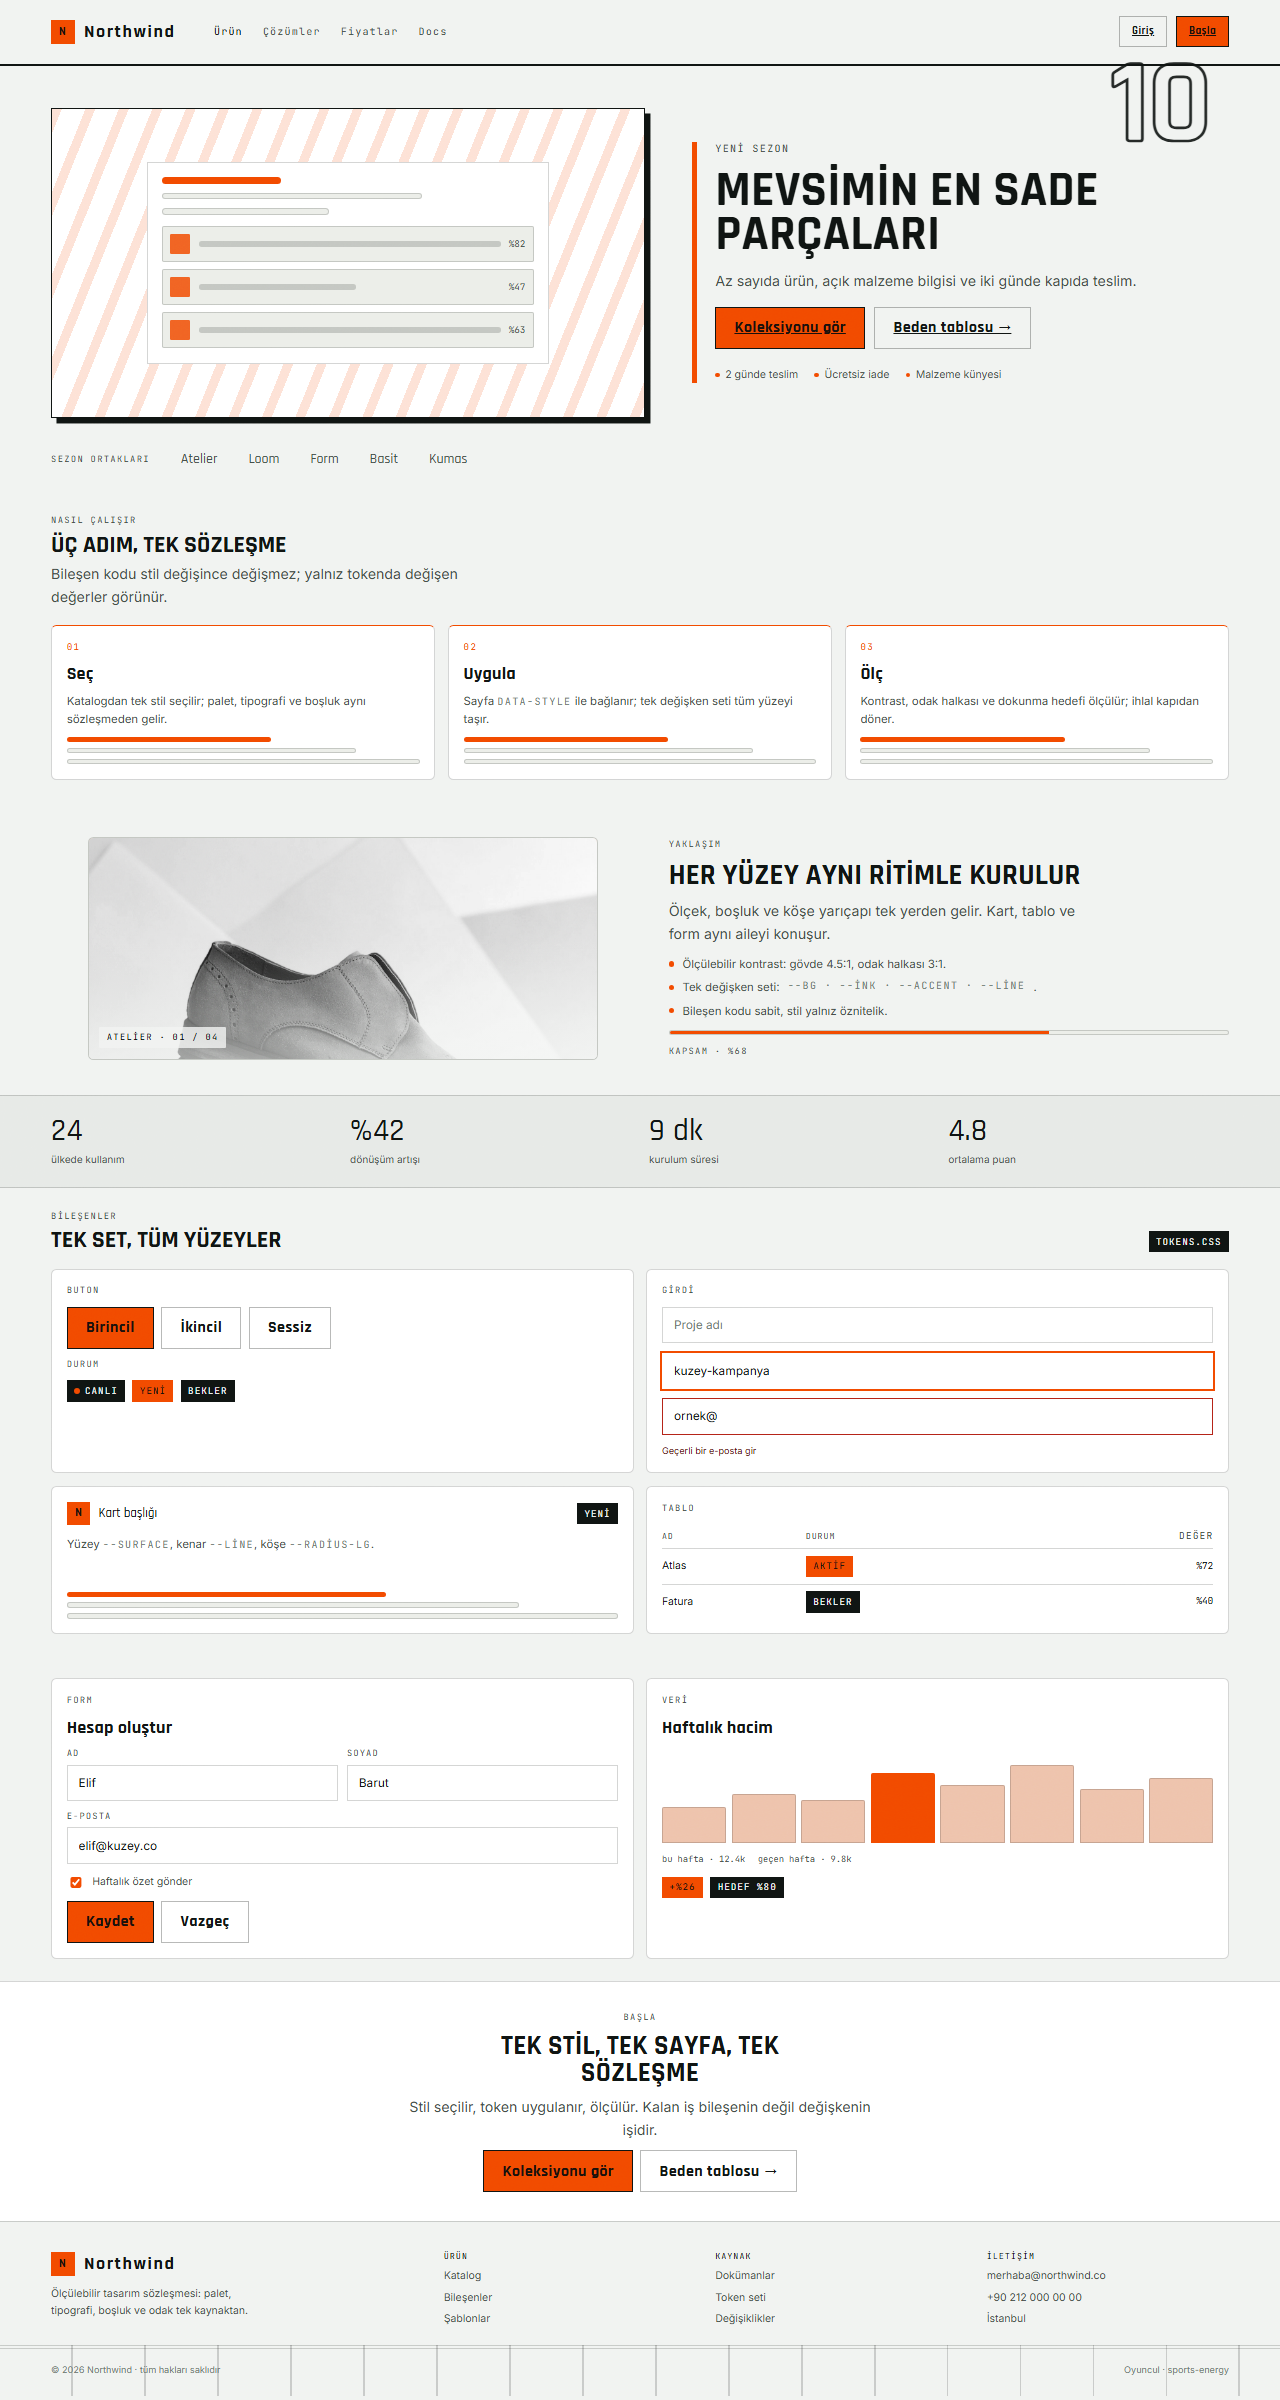 N Northwind Ürün Çözümler Fiyatlar Docs Giriş Başla
10
YENİ SEZON
MEVSİMİN EN SADE
PARÇALARI
Az sayıda ürün, açık malzeme bilgisi ve iki günde kapıda teslim.
Koleksiyonu gör Beden tablosu →
2 günde teslim Ücretsiz iade Malzeme künyesi
%82
%47
%63
SEZON ORTAKLARI Atelier Loom Form Basit Kumas
NASIL ÇALIŞIR
ÜÇ ADIM, TEK SÖZLEŞME
Bileşen kodu stil değişince değişmez; yalnız tokenda değişen
değerler görünür.
01
Seç
Katalogdan tek stil seçilir; palet, tipografi ve boşluk aynı
sözleşmeden gelir.
02
Uygula
Sayfa DATA-STYLE ile bağlanır; tek değişken seti tüm yüzeyi
taşır.
03
Ölç
Kontrast, odak halkası ve dokunma hedefi ölçülür; ihlal kapıdan
döner.
ATELİER · 01 / 04
YAKLAŞIM
HER YÜZEY AYNI RİTİMLE KURULUR
Ölçek, boşluk ve köşe yarıçapı tek yerden gelir. Kart, tablo ve
form aynı aileyi konuşur.
Ölçülebilir kontrast: gövde 4.5:1, odak halkası 3:1.
Tek değişken seti: --BG · --İNK · --ACCENT · --LİNE .
Bileşen kodu sabit, stil yalnız öznitelik.
KAPSAM · %68
24
ülkede kullanım
%42
dönüşüm artışı
9 dk
kurulum süresi
4.8
ortalama puan
BİLEŞENLER
TEK SET, TÜM YÜZEYLER
TOKENS.CSS
BUTON
Birincil İkincil Sessiz
DURUM
CANLI YENİ BEKLER
GİRDİ
Proje adı
kuzey-kampanya
ornek@
Geçerli bir e-posta gir
N Kart başlığı YENİ
Yüzey --SURFACE, kenar --LİNE, köşe --RADİUS-LG.
TABLO
AD DURUM DEĞER
Atlas AKTİF %72
Fatura BEKLER %40
FORM
Hesap oluştur
AD SOYAD
Elif Barut
E-POSTA
elif@kuzey.co
Haftalık özet gönder
Kaydet Vazgeç
VERİ
Haftalık hacim
bu hafta · 12.4k geçen hafta · 9.8k
+%26 HEDEF %80
BAŞLA
TEK STİL, TEK SAYFA, TEK
SÖZLEŞME
Stil seçilir, token uygulanır, ölçülür. Kalan iş bileşenin değil değişkenin
işidir.
Koleksiyonu gör Beden tablosu →
N Northwind
Ölçülebilir tasarım sözleşmesi: palet,
tipografi, boşluk ve odak tek kaynaktan.
ÜRÜN
Katalog
Bileşenler
Şablonlar
KAYNAK
Dokümanlar
Token seti
Değişiklikler
İLETİŞİM
merhaba@northwind.co
+90 212 000 00 00
İstanbul
© 2026 Northwind · tüm hakları saklıdır Oyuncul · sports-energy